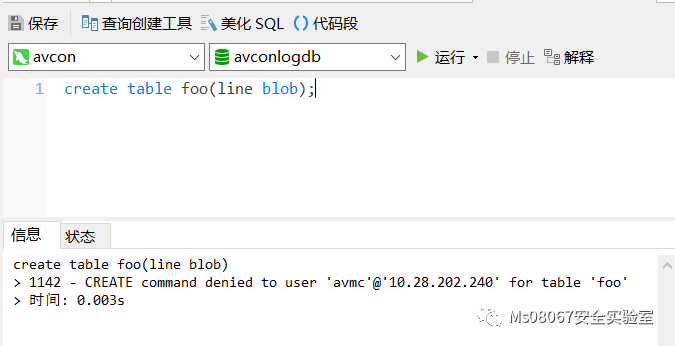 保存 查询创建工具 美化 SQL () 代码段
avcon avconlogdb 运行 停止 解释
1 create table foo(line blob);
信息 状态
create table foo(line blob)
> 1142 - CREATE command denied to user 'avmc'@'10.28.202.240' for table 'foo'
> 时间: 0.003s
Ms08067安全实验室